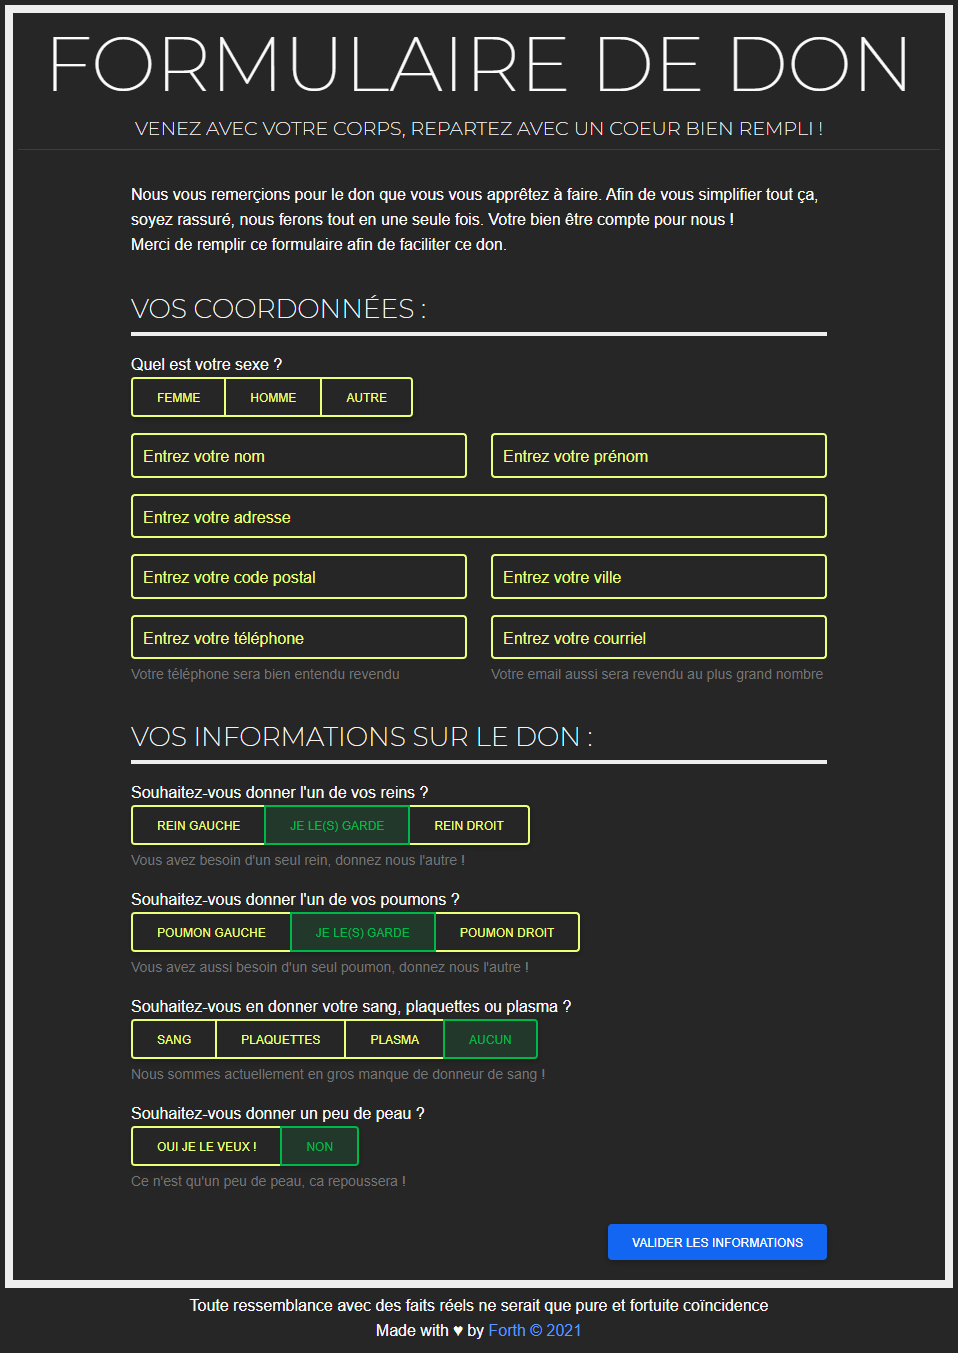 FORMULAIRE DE DON
VENEZ AVEC VOTRE CORPS, REPARTEZ AVEC UN COEUR BIEN REMPLI !
Nous vous remerçions pour le don que vous vous apprêtez à faire. Afin de vous simplifier tout ça,
soyez rassuré, nous ferons tout en une seule fois. Votre bien être compte pour nous !
Merci de remplir ce formulaire afin de faciliter ce don.
VOS COORDONNÉES :
Quel est votre sexe ?
FEMME HOMME AUTRE
Entrez votre nom Entrez votre prénom
Entrez votre adresse
Entrez votre code postal Entrez votre ville
Entrez votre téléphone Entrez votre courriel
Votre téléphone sera bien entendu revendu Votre email aussi sera revendu au plus grand nombre
VOS INFORMATIONS SUR LE DON :
Souhaitez-vous donner l'un de vos reins ?
REIN GAUCHE JE LE(S) GARDE REIN DROIT
Vous avez besoin d'un seul rein, donnez nous l'autre !
Souhaitez-vous donner l'un de vos poumons ?
POUMON GAUCHE JE LE(S) GARDE POUMON DROIT
Vous avez aussi besoin d'un seul poumon, donnez nous l'autre !
Souhaitez-vous en donner votre sang, plaquettes ou plasma ?
SANG PLAQUETTES PLASMA AUCUN
Nous sommes actuellement en gros manque de donneur de sang !
Souhaitez-vous donner un peu de peau ?
OUI JE LE VEUX ! NON
Ce n'est qu'un peu de peau, ca repoussera !
VALIDER LES INFORMATIONS
Toute ressemblance avec des faits réels ne serait que pure et fortuite coïncidence
Made with ♥ by Forth © 2021